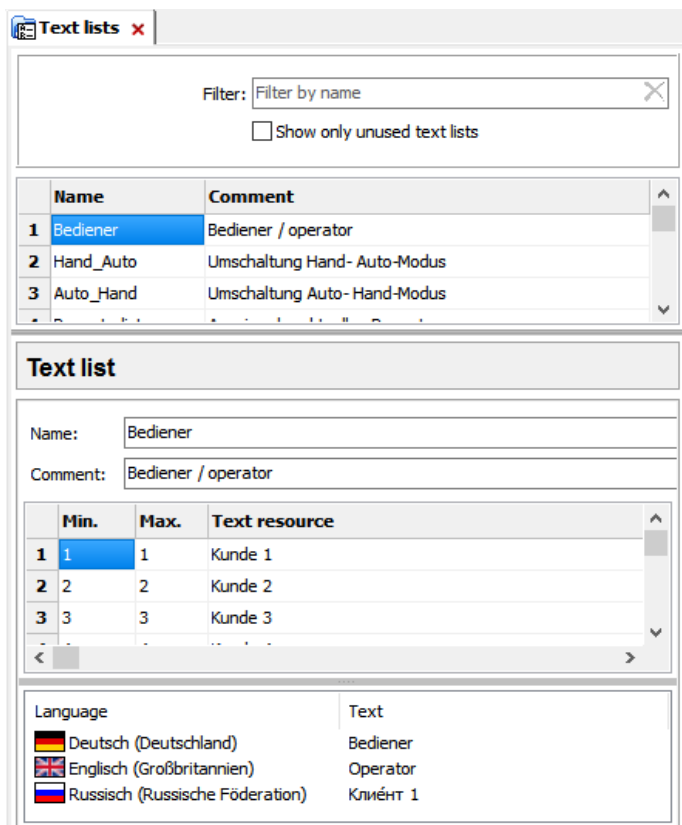 Text lists
Filter: Filter by name
Show only unused text lists
Name Comment
1 Bediener Bediener / operator
2 Hand_Auto Umschaltung Hand- Auto-Modus
3 Auto_Hand Umschaltung Auto- Hand-Modus
Text list
Name: Bediener
Comment: Bediener / operator
Min. Max. Text resource
1 1 1 Kunde 1
2 2 2 Kunde 2
3 3 3 Kunde 3
Language Text
Deutsch (Deutschland) Bediener
Englisch (Großbritannien) Operator
Russisch (Russische Föderation) Клиéнт 1